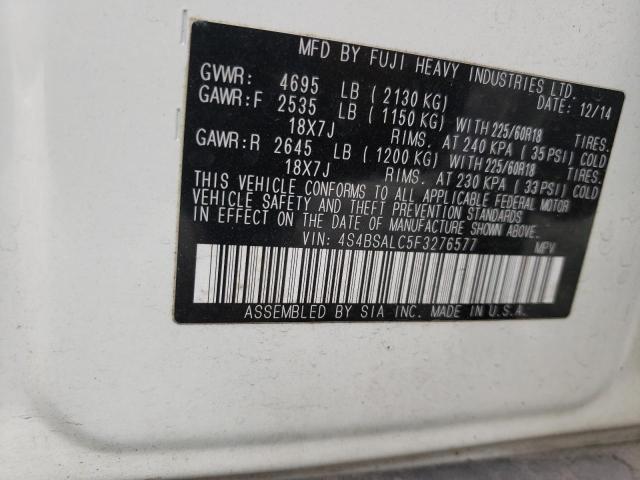 MFD BY FUJI HEAVY INDUSTRIES LTD.
GVWR: 4695 LB (2130 KG) DATE: 12/14
GAWR:F 2535 LB (1150 KG) WITH 225/60R18 TIRES.
18X7J RIMS. AT 240 KPA (35 PSI) COLD
GAWR:R 2645 LB (1200 KG) WITH 225/60R18 TIRES.
18X7J RIMS. AT 230 KPA (33 PSI) COLD
THIS VEHICLE CONFORMS TO ALL APPLICABLE FEDERAL MOTOR
VEHICLE SAFETY AND THEFT PREVENTION STANDARDS
IN EFFECT ON THE DATE OF MANUFACTURE SHOWN ABOVE.
VIN: 4S4BSALC5F3276577 MPV
ASSEMBLED BY SIA INC. MADE IN U.S.A.